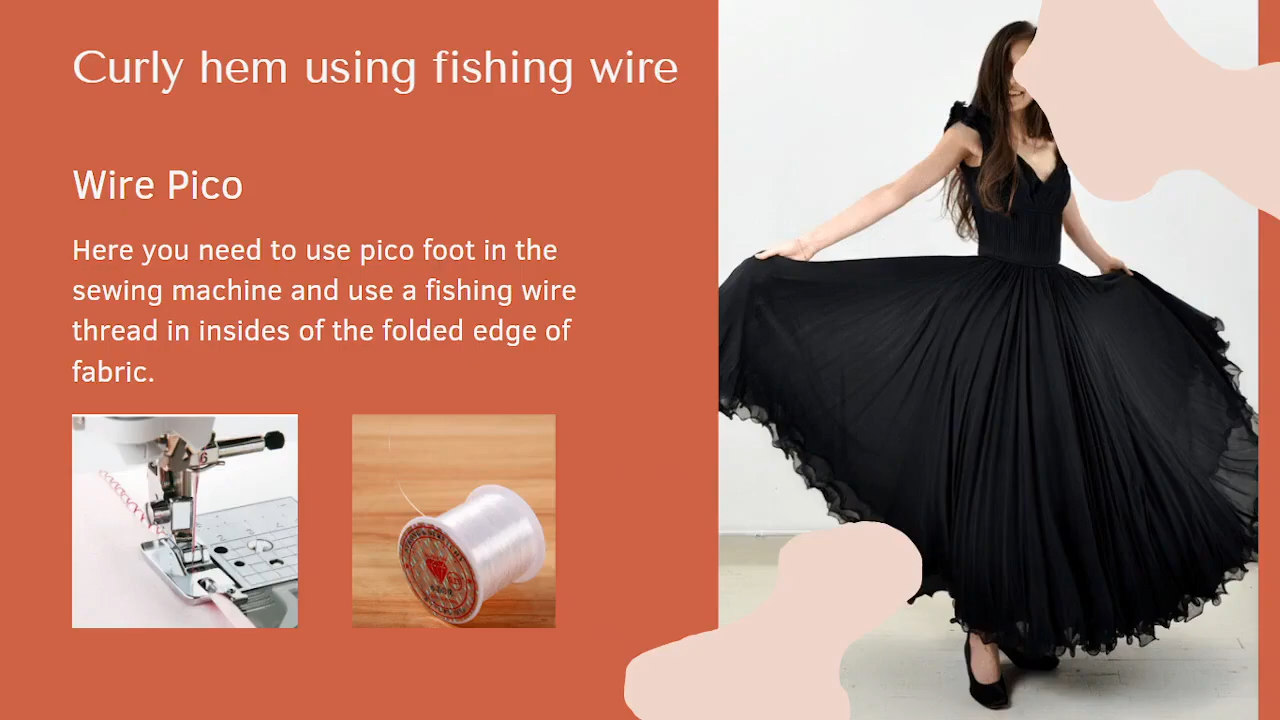 Curly hem using fishing wire
Wire Pico
Here you need to use pico foot in the
sewing machine and use a fishing wire
thread in insides of the folded edge of
fabric.
6